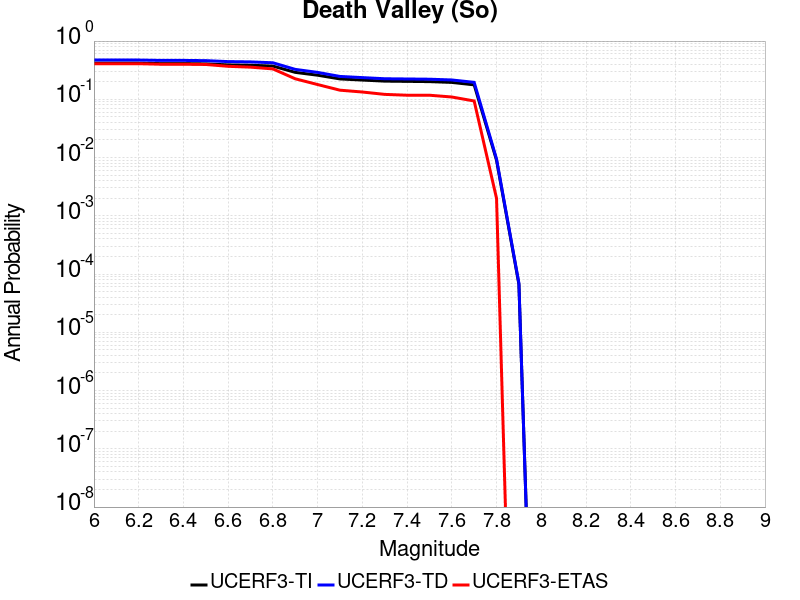 Death Valley (So)
Annual Probability
10^0
10^-1
10^-2
10^-3
10^-4
10^-5
10^-6
10^-7
10^-8
6 6.2 6.4 6.6 6.8 7 7.2 7.4 7.6 7.8 8 8.2 8.4 8.6 8.8 9
Magnitude
UCERF3-TI UCERF3-TD UCERF3-ETAS